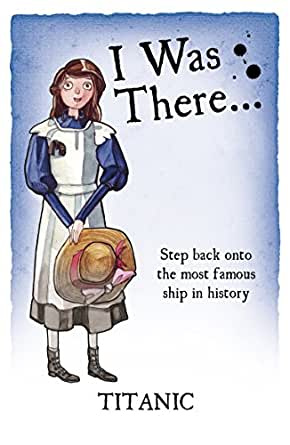 I Was
There...
Step back onto
the most famous
ship in history
TITANIC